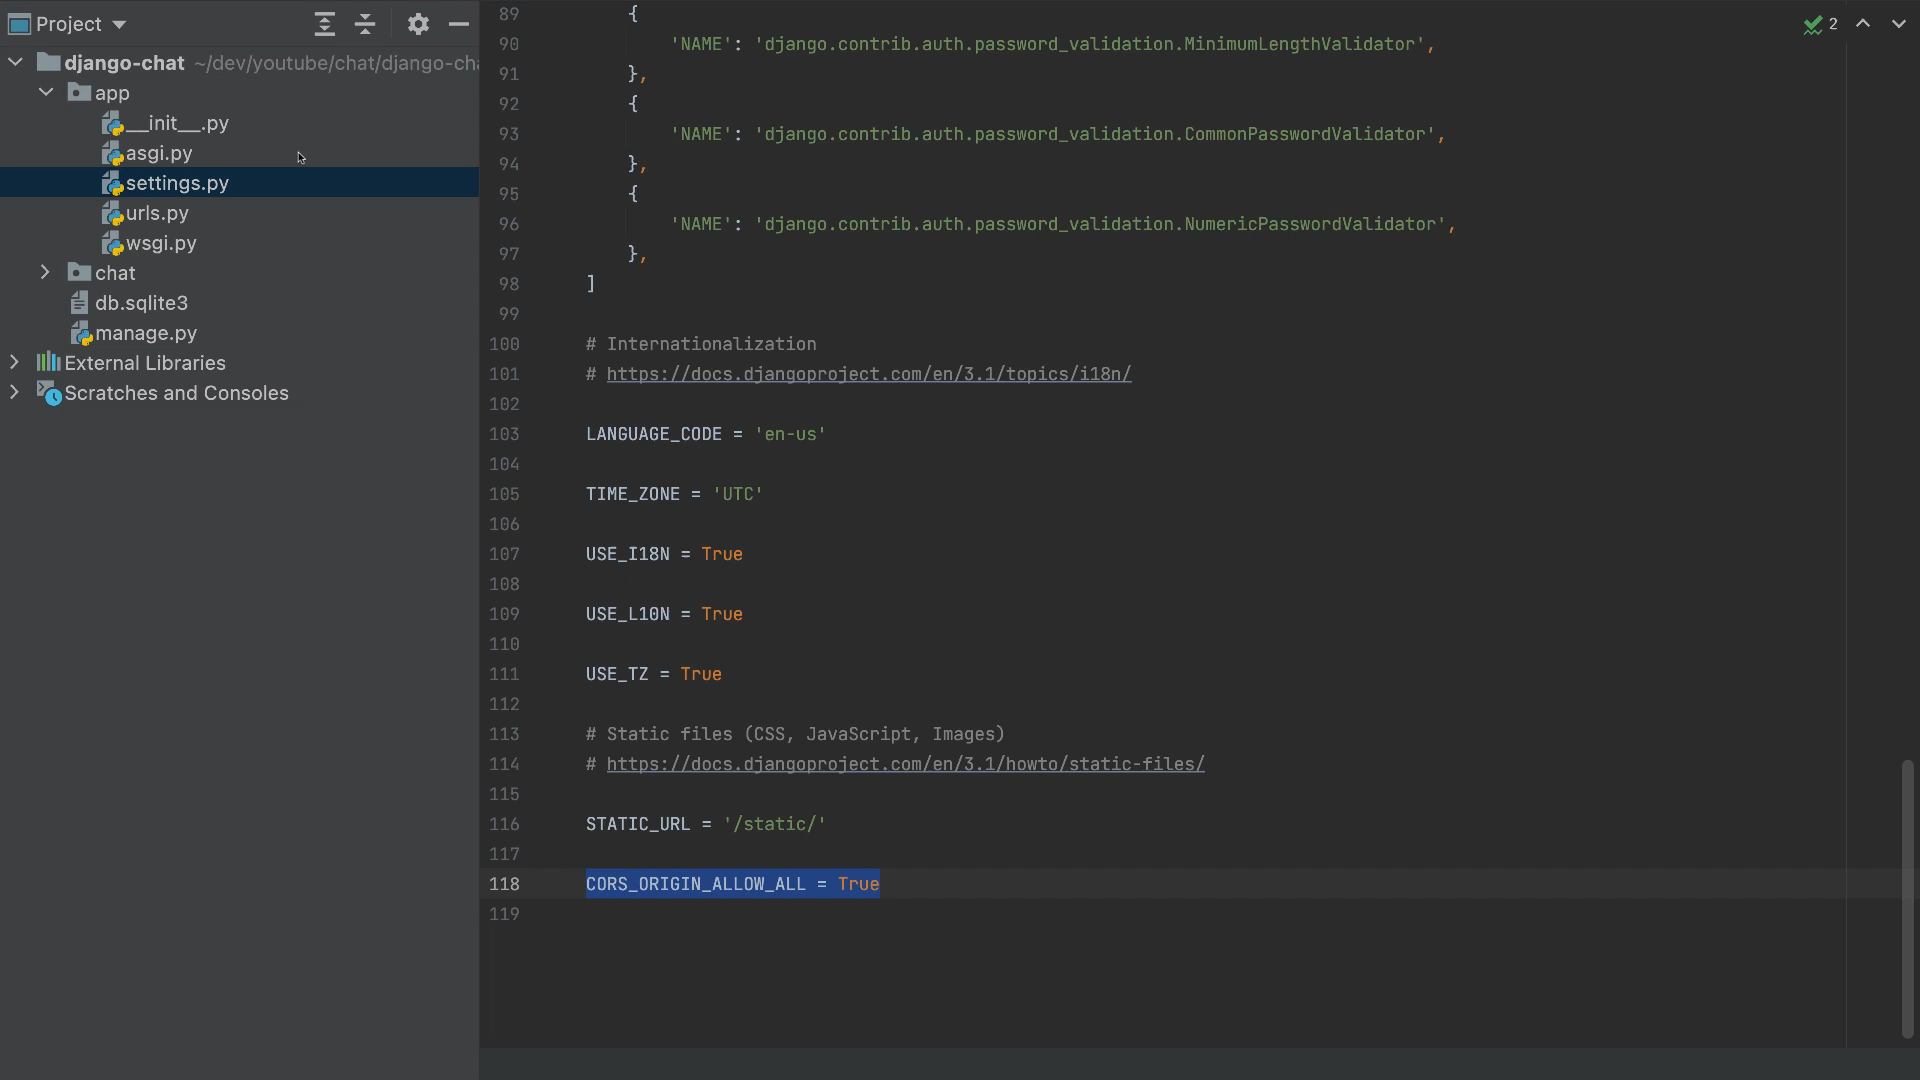 Project
django-chat ~/dev/youtube/chat/django-cha
app
__init__.py
asgi.py
settings.py
urls.py
wsgi.py
chat
db.sqlite3
manage.py
External Libraries
Scratches and Consoles
2
89 {
90 'NAME': 'django.contrib.auth.password_validation.MinimumLengthValidator',
91 },
92 {
93 'NAME': 'django.contrib.auth.password_validation.CommonPasswordValidator',
94 },
95 {
96 'NAME': 'django.contrib.auth.password_validation.NumericPasswordValidator',
97 },
98 ]
99
100 # Internationalization
101 # https://docs.djangoproject.com/en/3.1/topics/i18n/
102
103 LANGUAGE_CODE = 'en-us'
104
105 TIME_ZONE = 'UTC'
106
107 USE_I18N = True
108
109 USE_L10N = True
110
111 USE_TZ = True
112
113 # Static files (CSS, JavaScript, Images)
114 # https://docs.djangoproject.com/en/3.1/howto/static-files/
115
116 STATIC_URL = '/static/'
117
118 CORS_ORIGIN_ALLOW_ALL = True
119